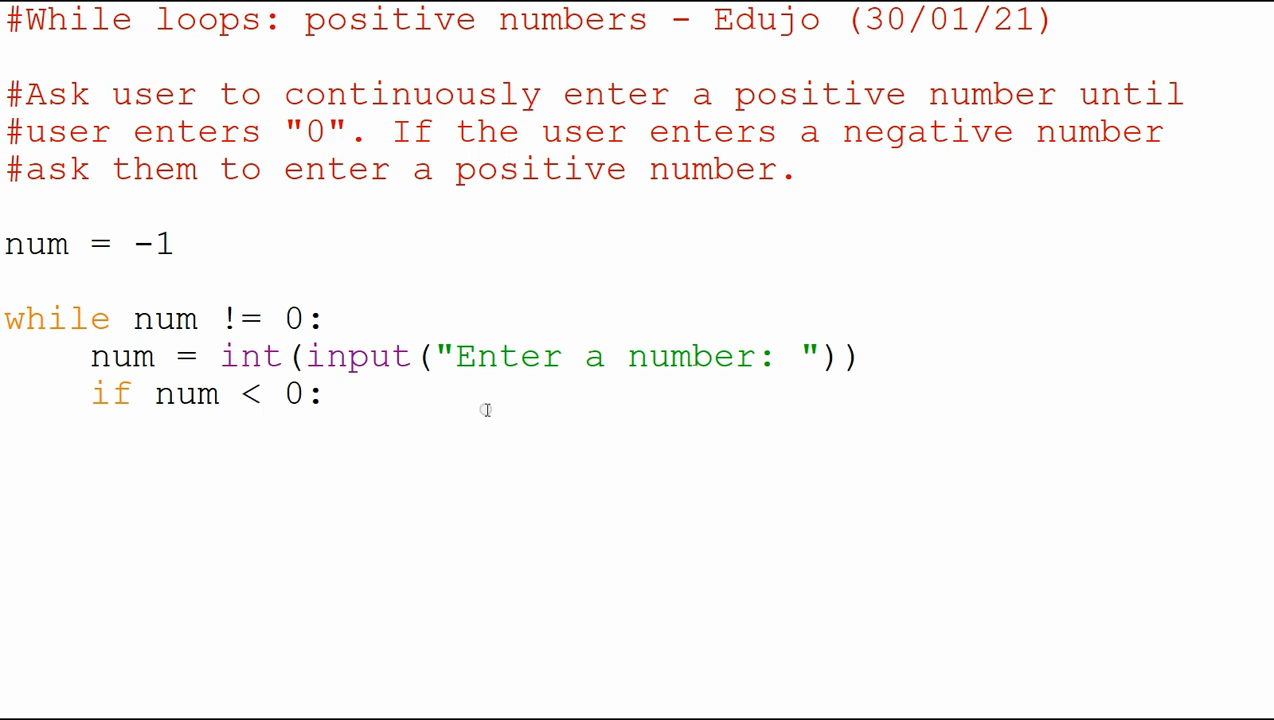 #While loops: positive numbers - Edujo (30/01/21)
#Ask user to continuously enter a positive number until
#user enters "0". If the user enters a negative number
#ask them to enter a positive number.
num = -1
while num != 0:
    num = int(input("Enter a number: "))
    if num < 0: